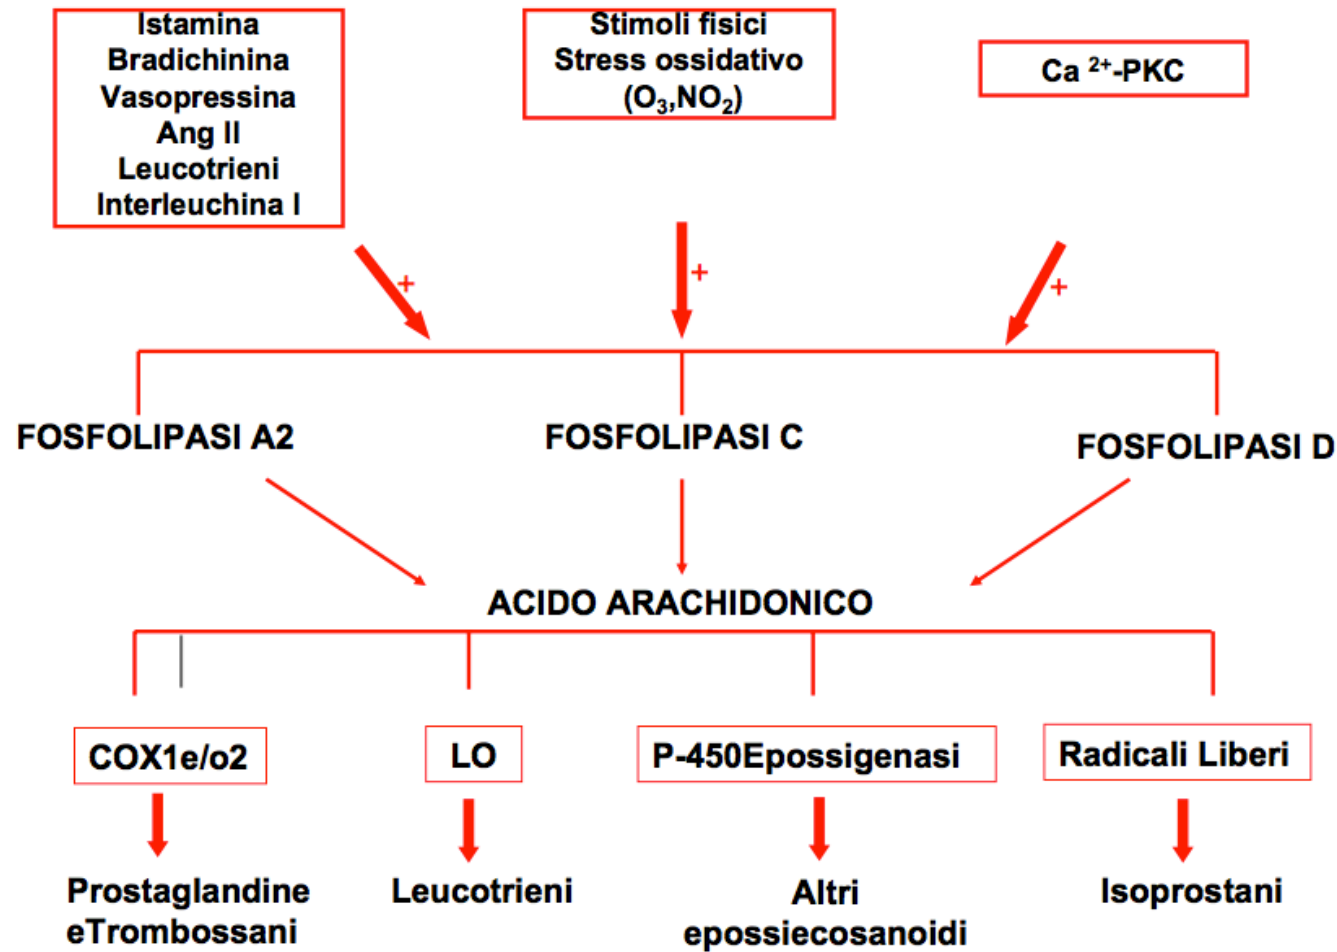 Istamina
Bradichinina
Vasopressina
Ang II
Leucotrieni
Interleuchina I
Stimoli fisici
Stress ossidativo
(O₃,NO₂)
Ca ²⁺-PKC
+
+
+
FOSFOLIPASI A2
FOSFOLIPASI C
FOSFOLIPASI D
ACIDO ARACHIDONICO
COX1e/o2
LO
P-450Epossigenasi
Radicali Liberi
Prostaglandine
eTrombossani
Leucotrieni
Altri
epossiecosanoidi
Isoprostani